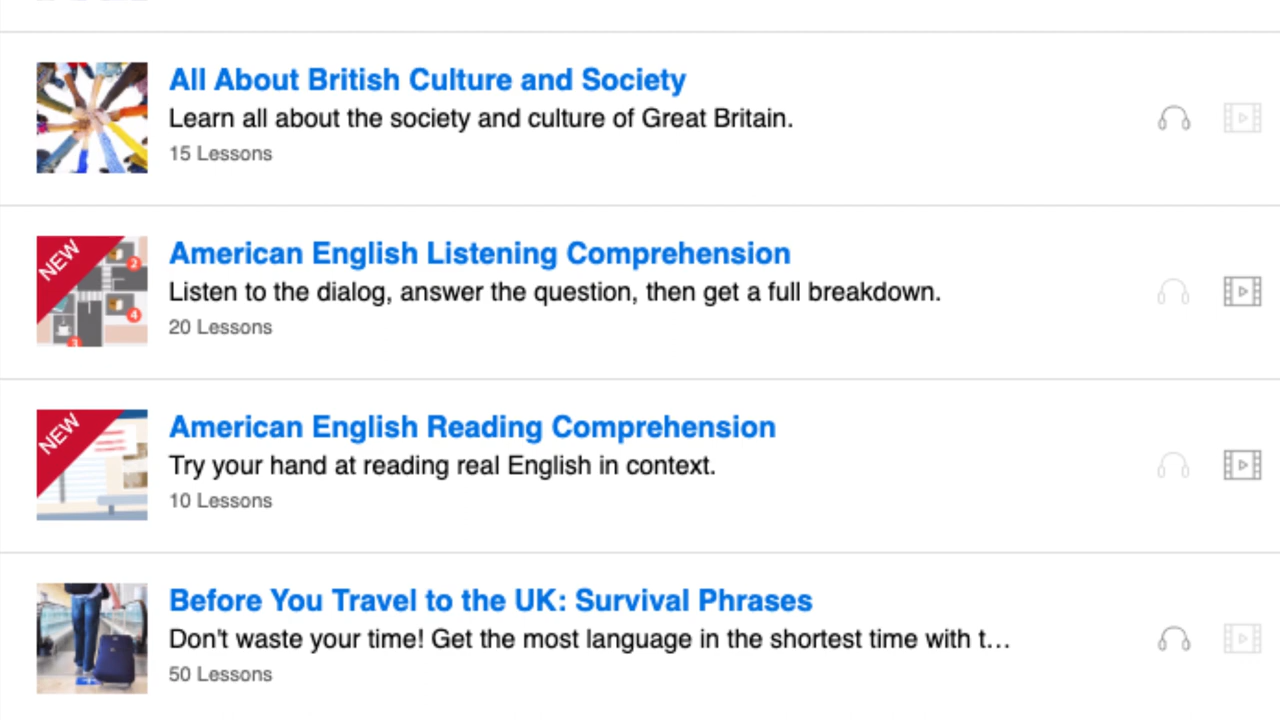 All About British Culture and Society
Learn all about the society and culture of Great Britain.
15 Lessons
NEW
2
4
3
American English Listening Comprehension
Listen to the dialog, answer the question, then get a full breakdown.
20 Lessons
NEW
American English Reading Comprehension
Try your hand at reading real English in context.
10 Lessons
Before You Travel to the UK: Survival Phrases
Don't waste your time! Get the most language in the shortest time with t…
50 Lessons